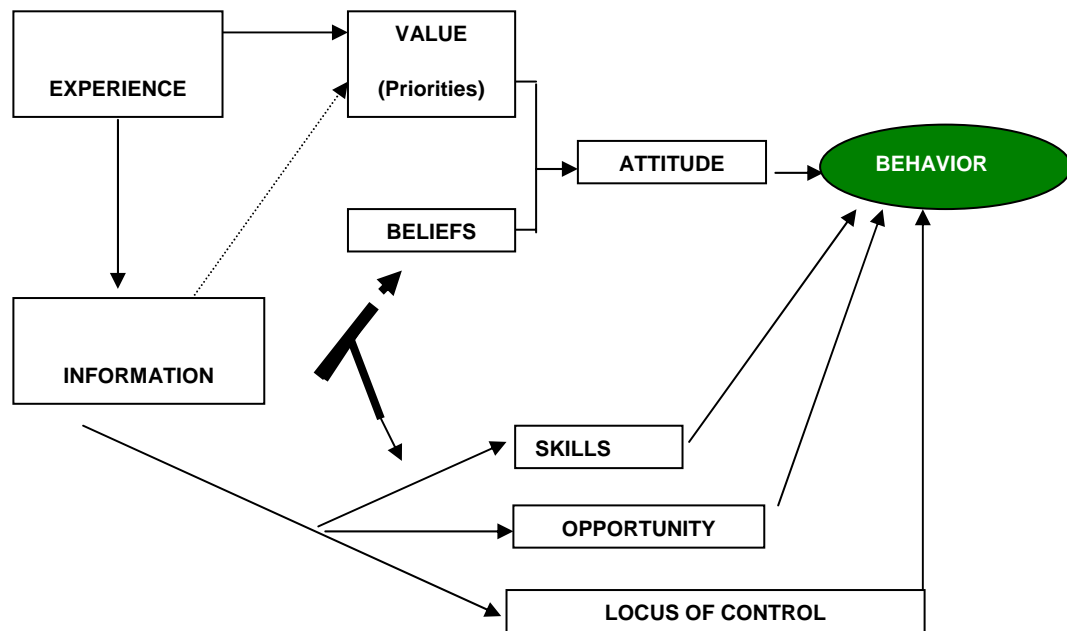 VALUE
(Priorities)
EXPERIENCE
ATTITUDE
BEHAVIOR
BELIEFS
INFORMATION
SKILLS
OPPORTUNITY
LOCUS OF CONTROL